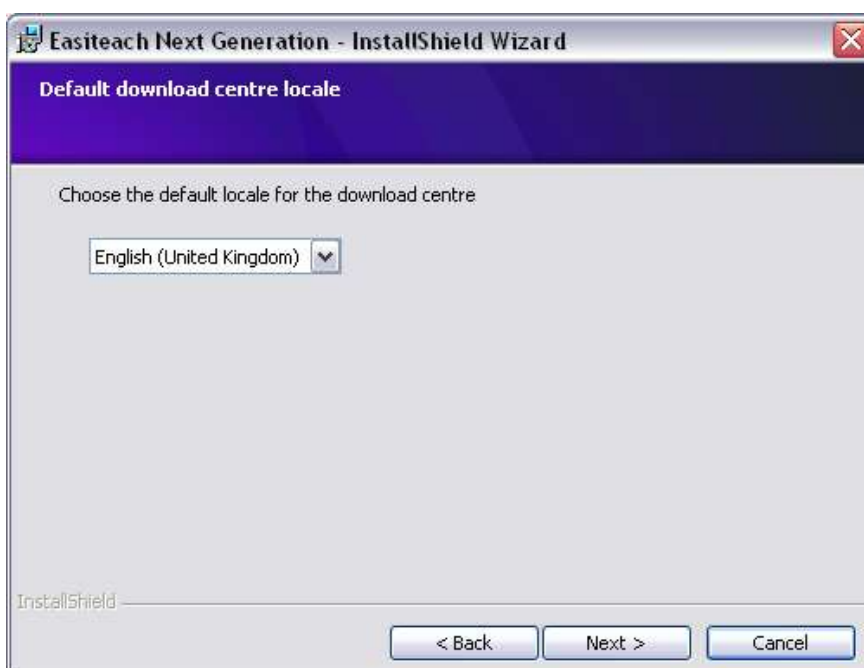 Easiteach Next Generation - InstallShield Wizard
Default download centre locale
Choose the default locale for the download centre
English (United Kingdom)
InstallShield
< Back
Next >
Cancel